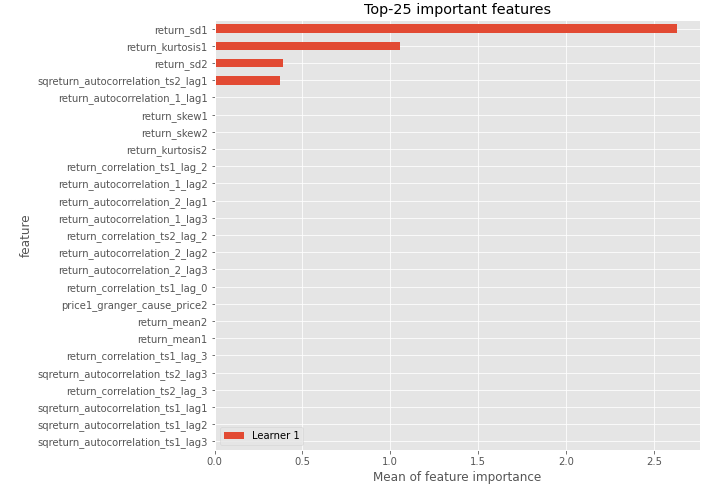 Top-25 important features
return_sd1
return_kurtosis1
return_sd2
sqreturn_autocorrelation_ts2_lag1
return_autocorrelation_1_lag1
return_skew1
return_skew2
return_kurtosis2
return_correlation_ts1_lag_2
return_autocorrelation_1_lag2
return_autocorrelation_2_lag1
return_autocorrelation_1_lag3
return_correlation_ts2_lag_2
return_autocorrelation_2_lag2
return_autocorrelation_2_lag3
return_correlation_ts1_lag_0
price1_granger_cause_price2
return_mean2
return_mean1
return_correlation_ts1_lag_3
sqreturn_autocorrelation_ts2_lag3
return_correlation_ts2_lag_3
sqreturn_autocorrelation_ts1_lag1
sqreturn_autocorrelation_ts1_lag2
sqreturn_autocorrelation_ts1_lag3
feature
Learner 1
0.0 0.5 1.0 1.5 2.0 2.5
Mean of feature importance